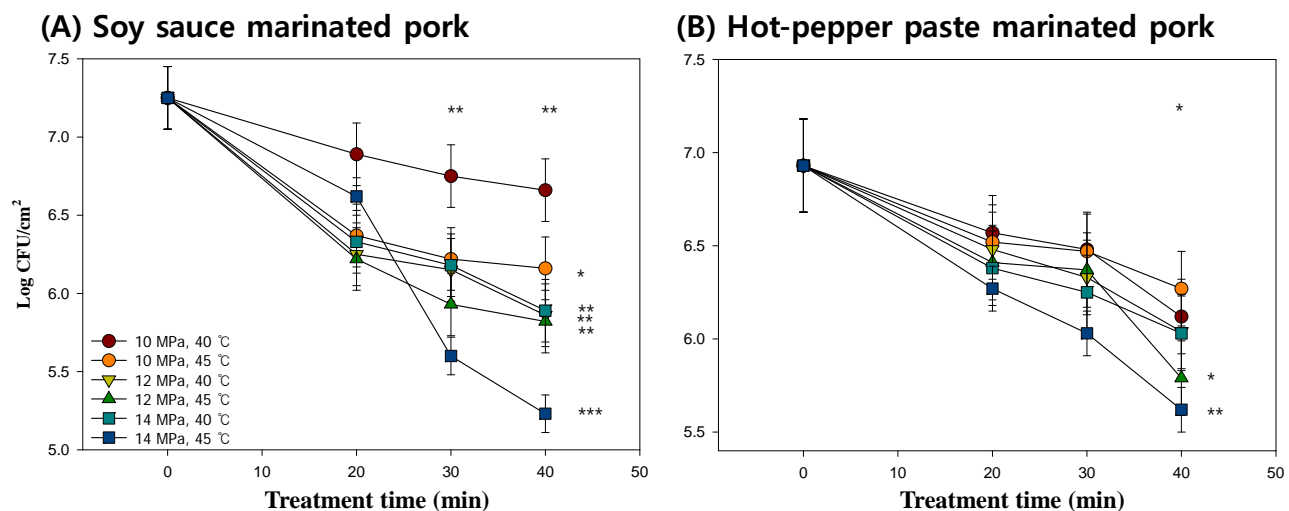 (A) Soy sauce marinated pork
7.5
7.0
6.5
6.0
5.5
5.0
Log CFU/cm²
** **
*
**
**
**
***
10 MPa, 40 ℃
10 MPa, 45 ℃
12 MPa, 40 ℃
12 MPa, 45 ℃
14 MPa, 40 ℃
14 MPa, 45 ℃
0 10 20 30 40 50
Treatment time (min)
(B) Hot-pepper paste marinated pork
7.5
7.0
6.5
6.0
5.5
*
*
**
0 10 20 30 40 50
Treatment time (min)